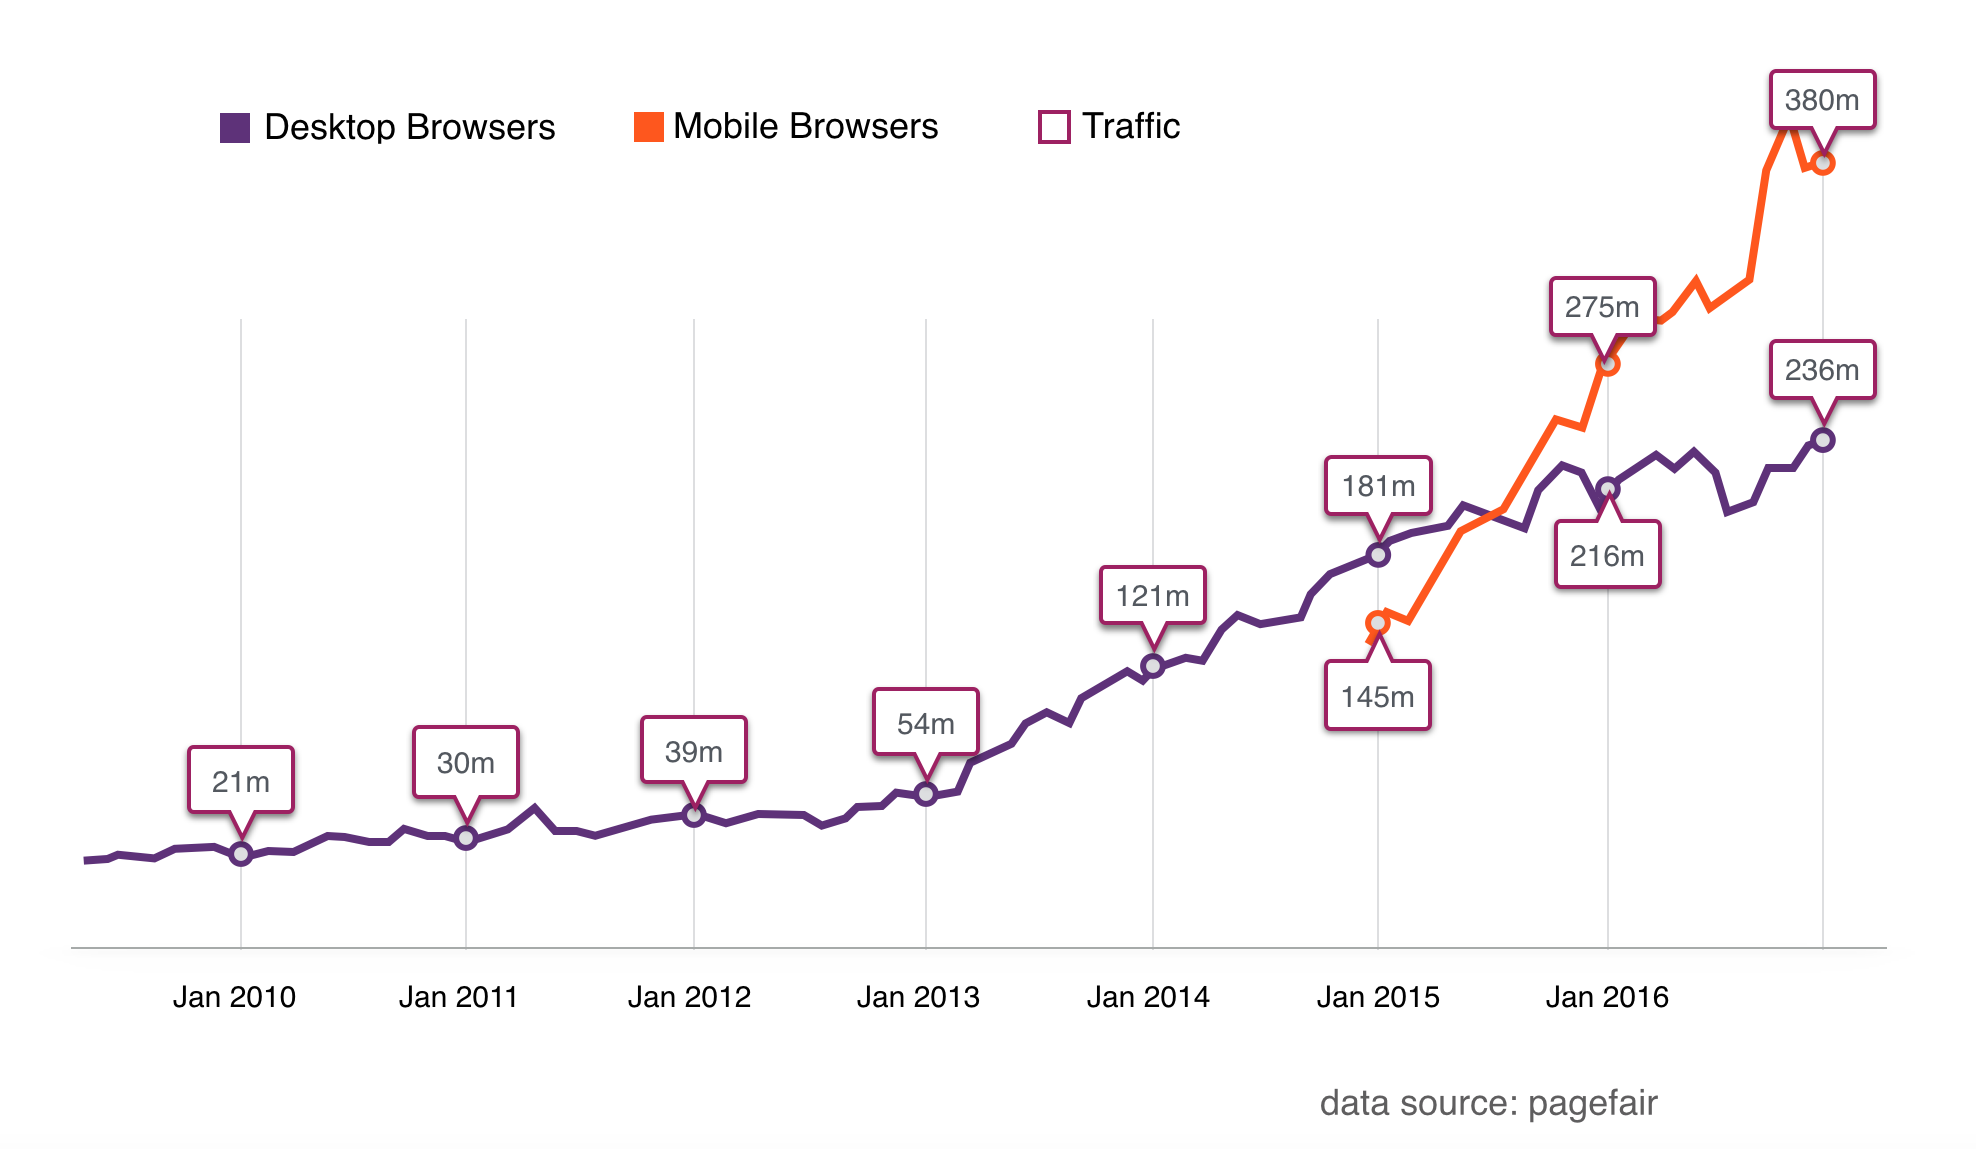 Desktop Browsers
Mobile Browsers
Traffic
380m
275m
236m
181m
216m
121m
145m
54m
39m
30m
21m
Jan 2010
Jan 2011
Jan 2012
Jan 2013
Jan 2014
Jan 2015
Jan 2016
data source: pagefair